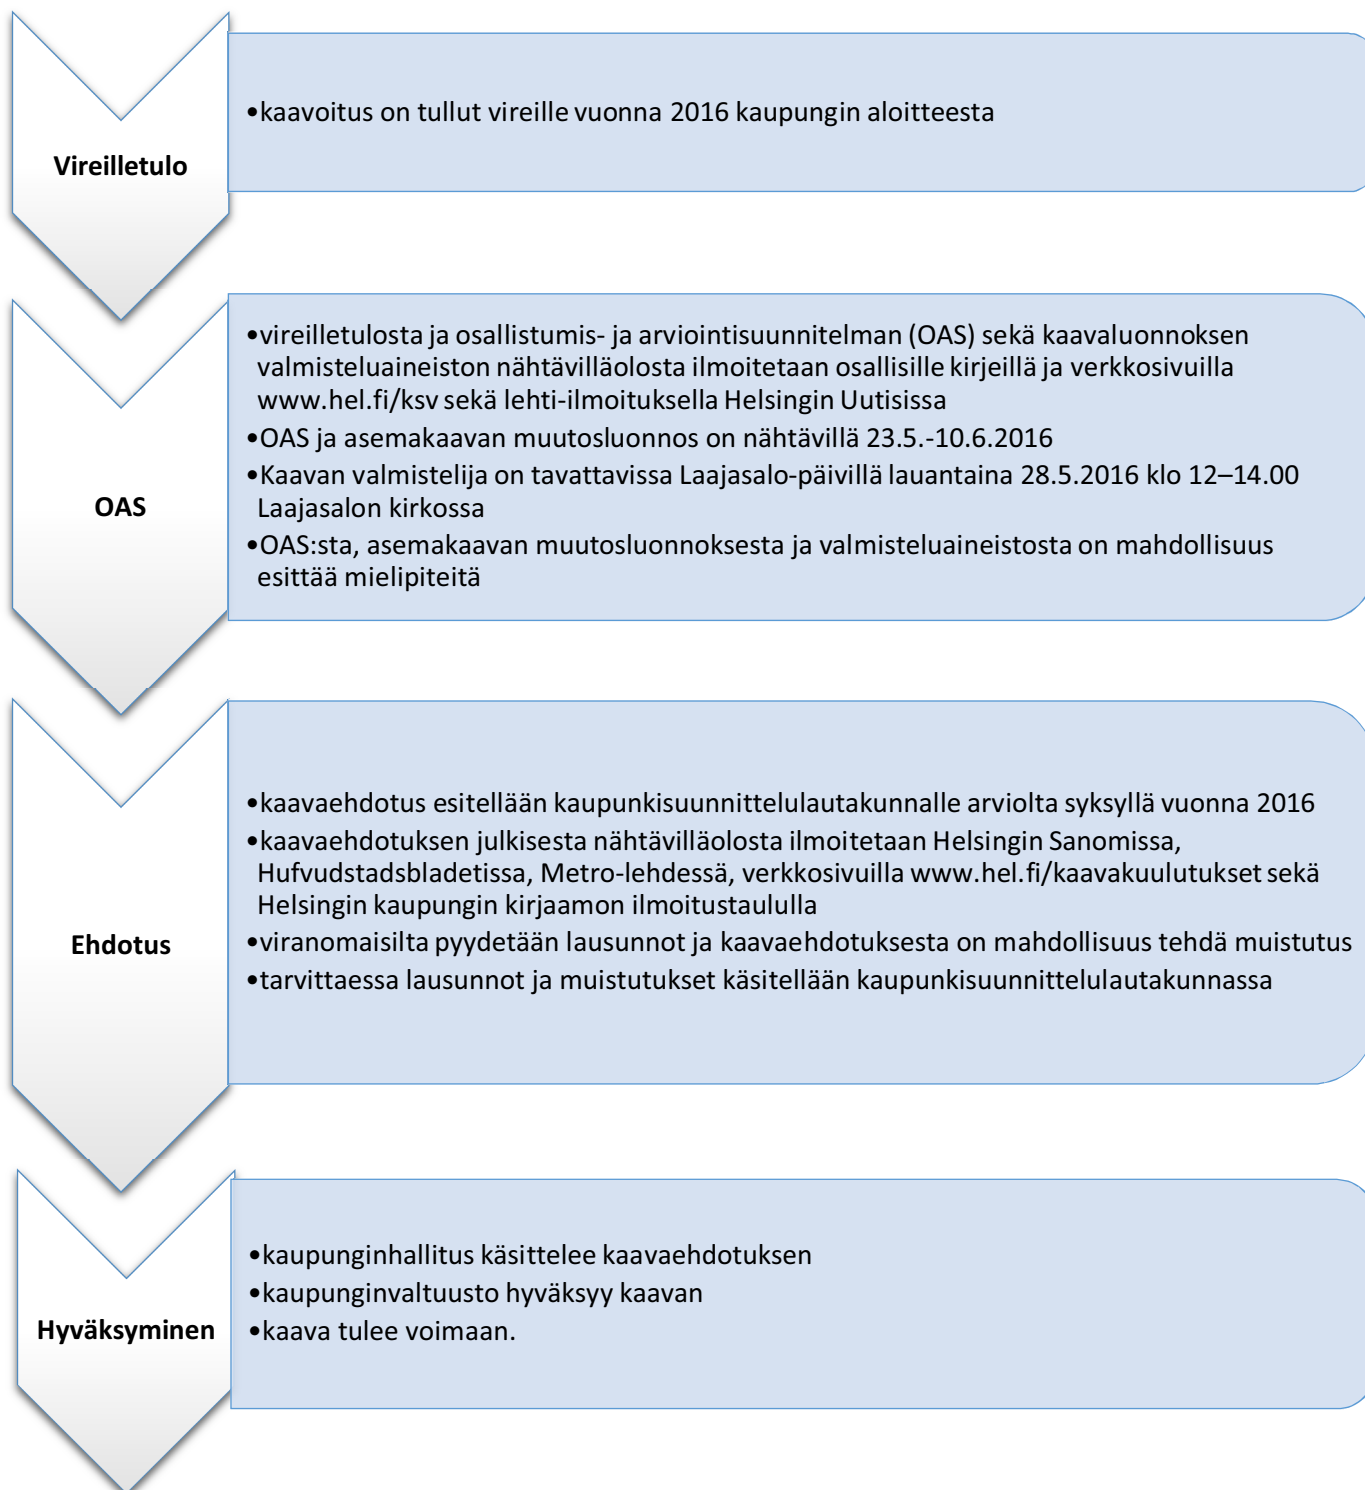 Vireilletulo
•kaavoitus on tullut vireille vuonna 2016 kaupungin aloitteesta
OAS
•vireilletulosta ja osallistumis- ja arviointisuunnitelman (OAS) sekä kaavaluonnoksen
valmisteluaineiston nähtävilläolosta ilmoitetaan osallisille kirjeillä ja verkkosivuilla
www.hel.fi/ksv sekä lehti-ilmoituksella Helsingin Uutisissa
•OAS ja asemakaavan muutosluonnos on nähtävillä 23.5.-10.6.2016
•Kaavan valmistelija on tavattavissa Laajasalo-päivillä lauantaina 28.5.2016 klo 12–14.00
Laajasalon kirkossa
•OAS:sta, asemakaavan muutosluonnoksesta ja valmisteluaineistosta on mahdollisuus
esittää mielipiteitä
Ehdotus
•kaavaehdotus esitellään kaupunkisuunnittelulautakunnalle arviolta syksyllä vuonna 2016
•kaavaehdotuksen julkisesta nähtävilläolosta ilmoitetaan Helsingin Sanomissa,
Hufvudstadsbladetissa, Metro-lehdessä, verkkosivuilla www.hel.fi/kaavakuulutukset sekä
Helsingin kaupungin kirjaamon ilmoitustaululla
•viranomaisilta pyydetään lausunnot ja kaavaehdotuksesta on mahdollisuus tehdä muistutus
•tarvittaessa lausunnot ja muistutukset käsitellään kaupunkisuunnittelulautakunnassa
Hyväksyminen
•kaupunginhallitus käsittelee kaavaehdotuksen
•kaupunginvaltuusto hyväksyy kaavan
•kaava tulee voimaan.